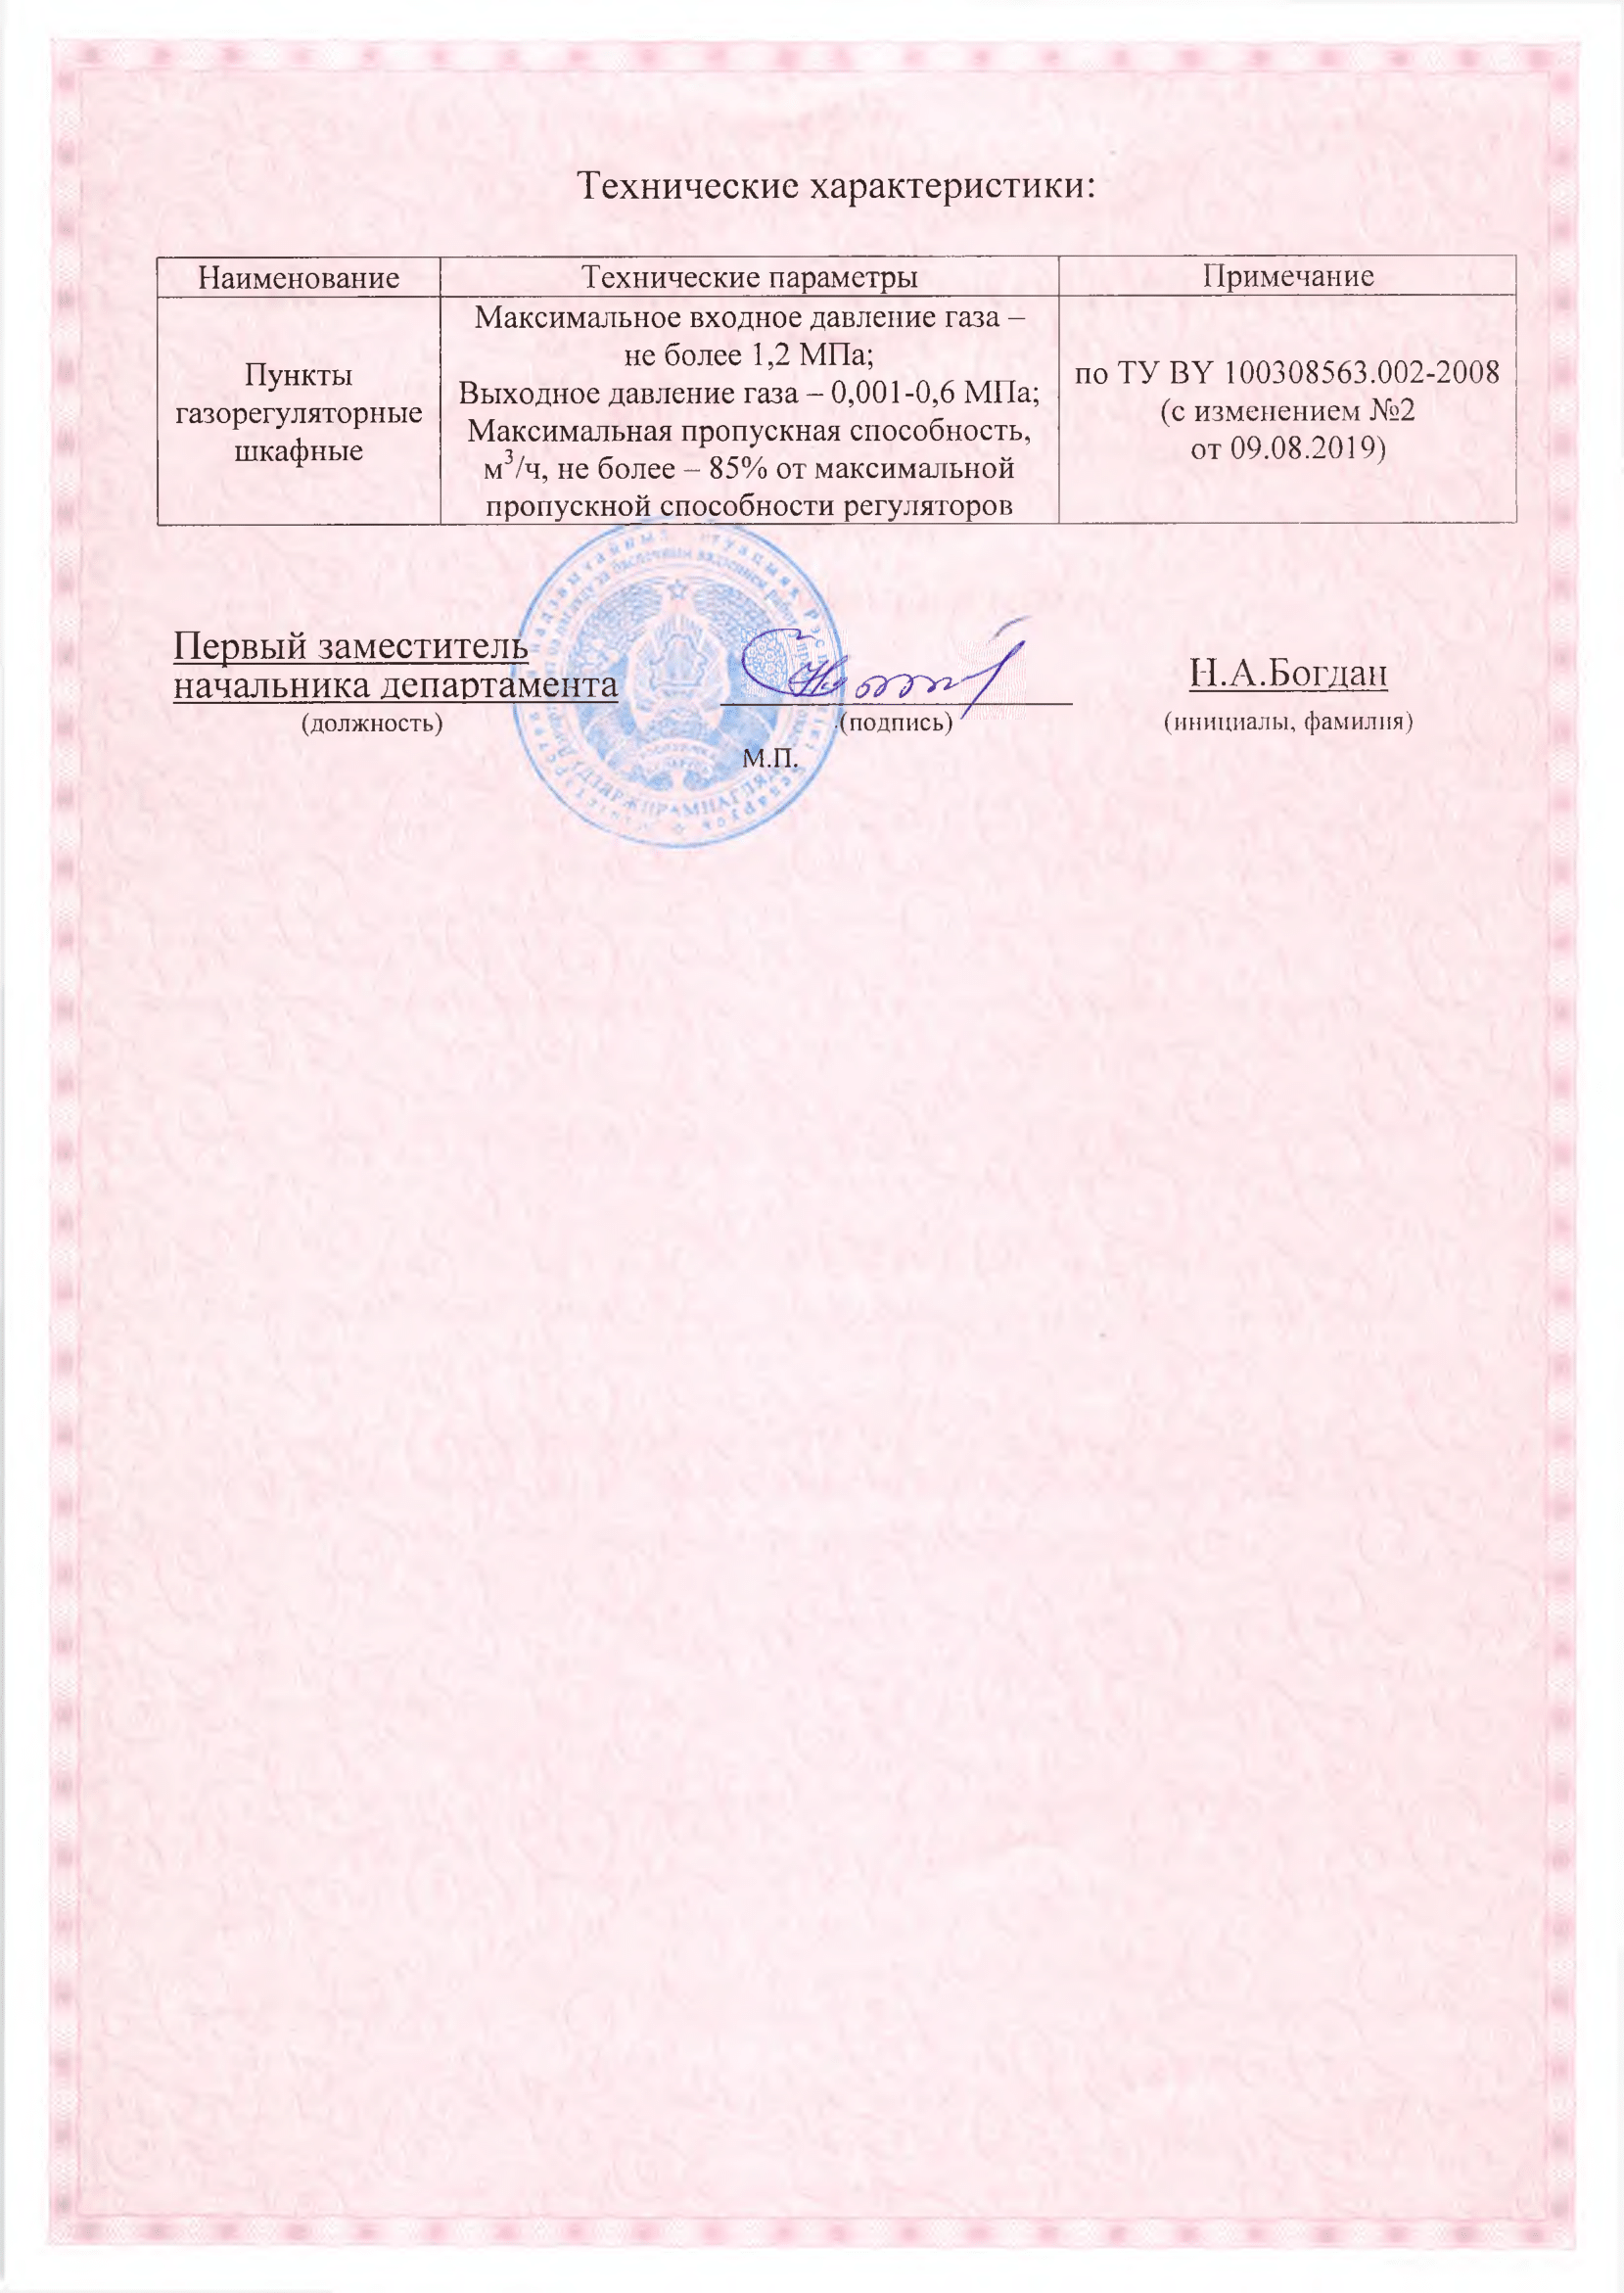 Технические характеристики:
Наименование
Технические параметры
Примечание
Пункты
газорегуляторные
шкафные
Максимальное входное давление газа –
не более 1,2 МПа;
Выходное давление газа – 0,001-0,6 МПа;
Максимальная пропускная способность,
м³/ч, не более – 85% от максимальной
пропускной способности регуляторов
по ТУ BY 100308563.002-2008
(с изменением №2
от 09.08.2019)
Первый заместитель
начальника департамента
(должность)
(подпись)
М.П.
Н.А.Богдан
(инициалы, фамилия)
(ДЗЯРЖПРАМНАГЛЯД)